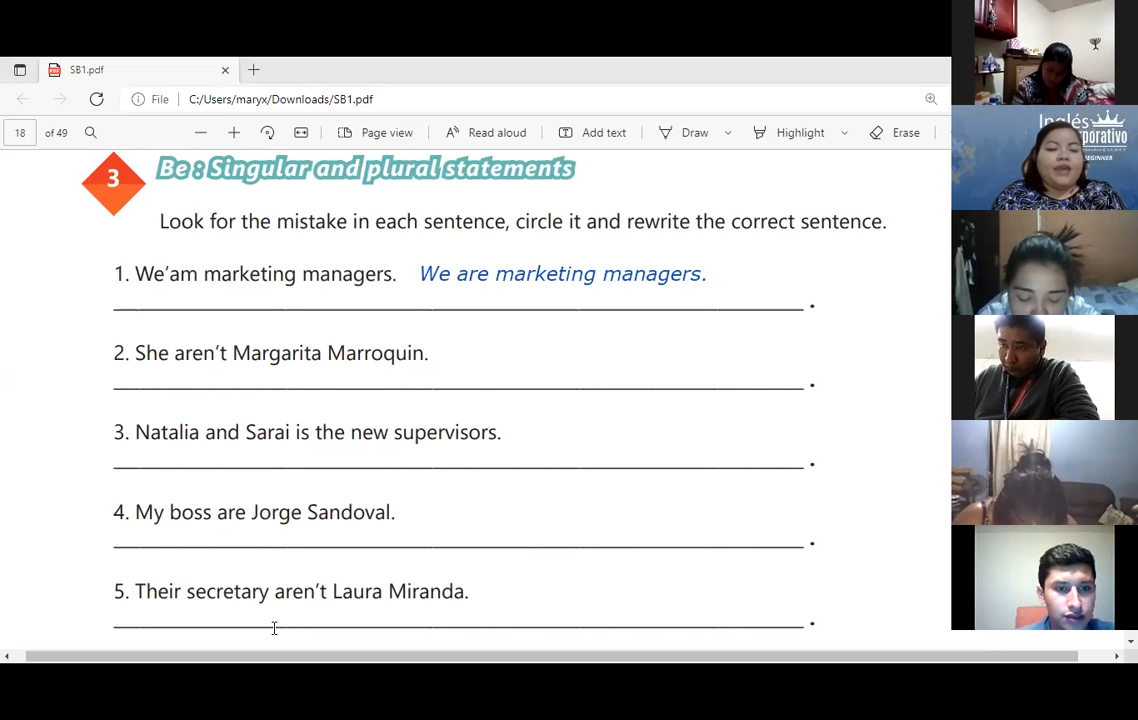 SB1.pdf
File C:/Users/maryx/Downloads/SB1.pdf
18 of 49 Page view Read aloud Add text Draw Highlight Erase
3 Be : Singular and plural statements
Look for the mistake in each sentence, circle it and rewrite the correct sentence.
1. We'am marketing managers. We are marketing managers.
2. She aren't Margarita Marroquin.
3. Natalia and Sarai is the new supervisors.
4. My boss are Jorge Sandoval.
5. Their secretary aren't Laura Miranda.
Inglés